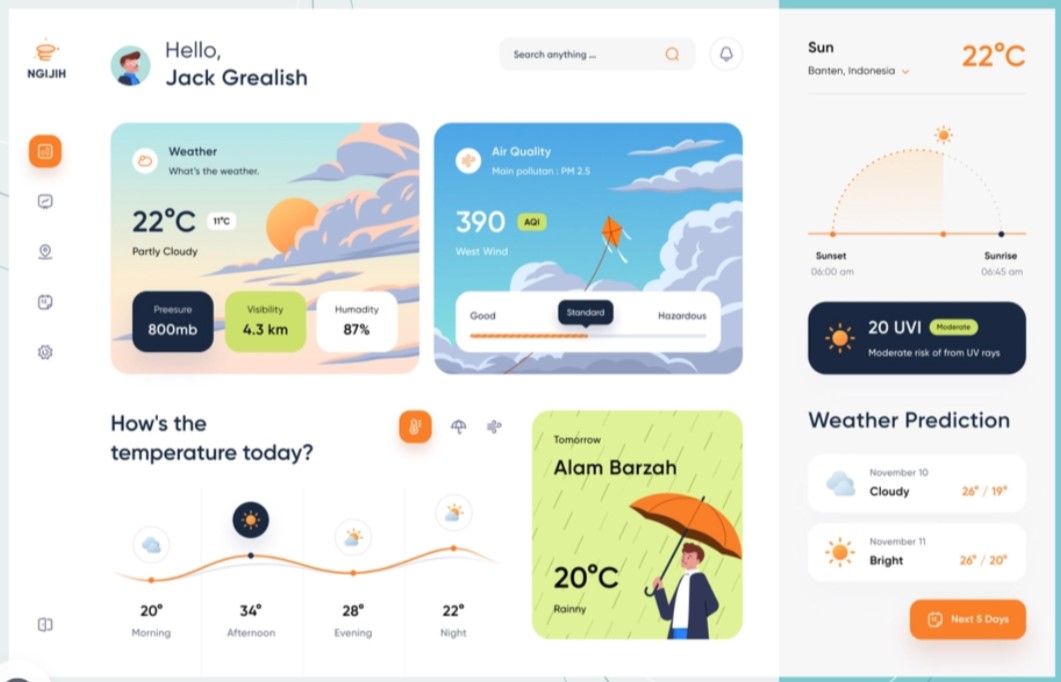 NGIJIH
Hello,
Jack Grealish
Search anything ...
Weather
What's the weather.
22°C
11°C
Partly Cloudy
Preesure
800mb
Visibility
4.3 km
Humadity
87%
Air Quality
Main polluton : PM 2.5
390
AQI
West Wind
Good
Standard
Hazardous
How's the
temperature today?
20°
Morning
34°
Afternoon
28°
Evening
22°
Night
Tomorrow
Alam Barzah
20°C
Rainny
Sun
22°C
Banten, Indonesia
Sunset
06:00 am
Sunrise
06:45 am
20 UVI
Moderate
Moderate risk of from UV rays
Weather Prediction
November 10
Cloudy
26° / 19°
November 11
Bright
26° / 20°
Next 5 Days